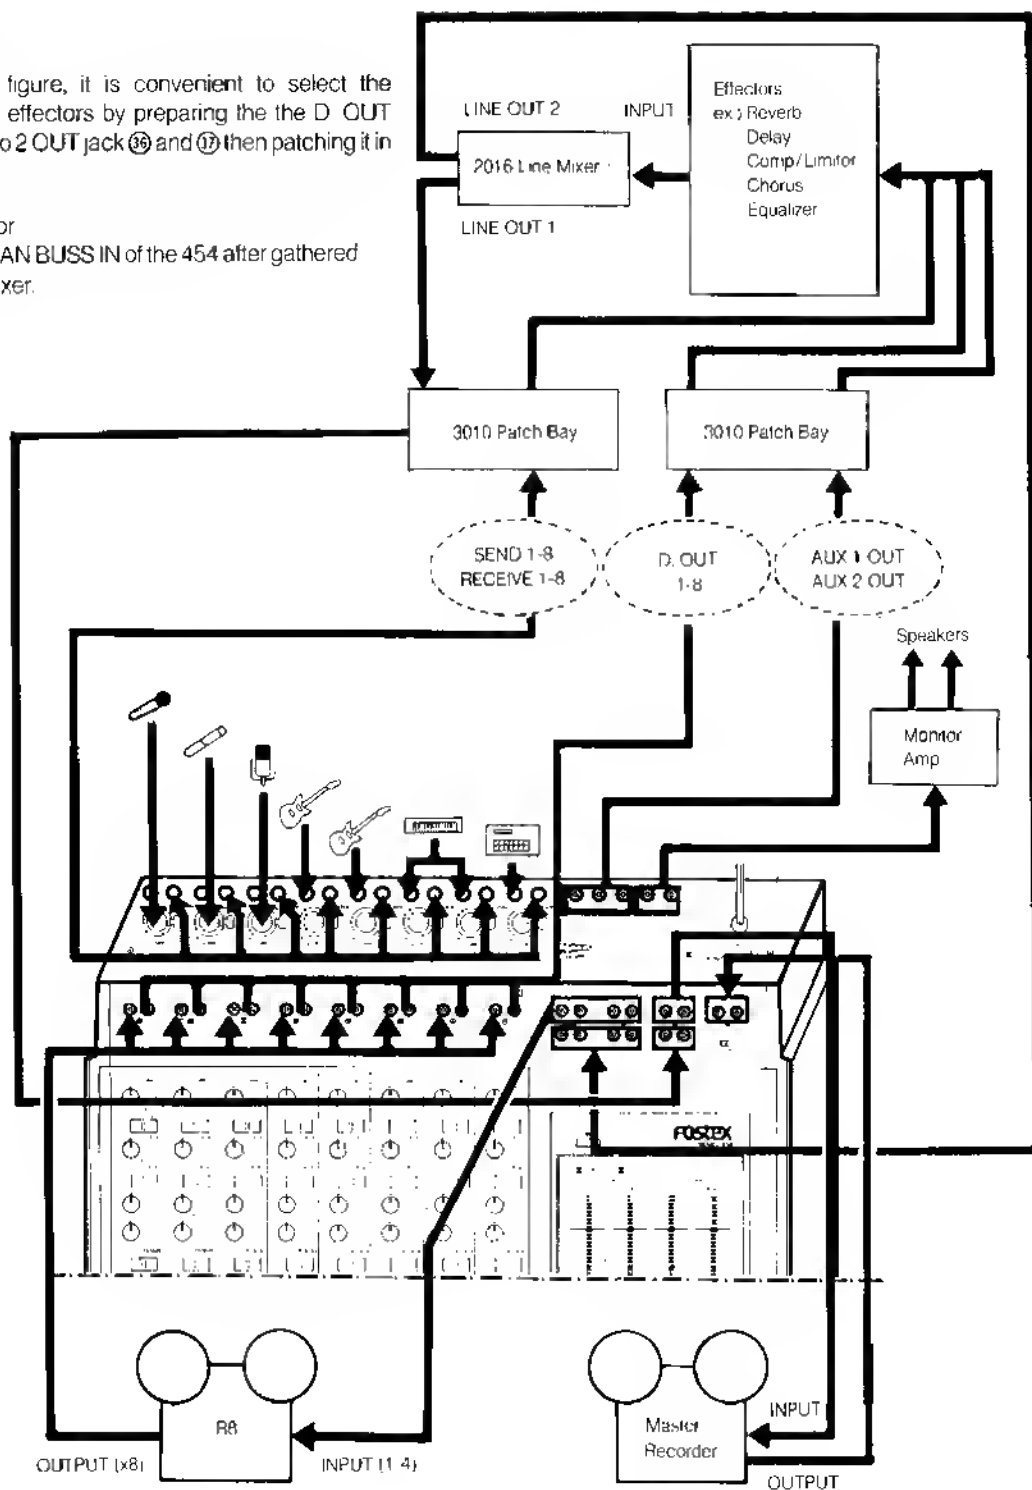 figure, it is convenient to select the
effectors by preparing the the D. OUT
o 2 OUT jack ㊱ and ㊲ then patching it in
or
AN BUSS IN of the 454 after gathered
xer.
LINE OUT 2
INPUT
Effectors
ex ; Reverb
Delay
Comp/Limitor
Chorus
Equalizer
2016 Line Mixer
LINE OUT 1
3010 Patch Bay
3010 Patch Bay
SEND 1-8
RECEIVE 1-8
D. OUT
1-8
AUX 1 OUT
AUX 2 OUT
Speakers
Monitor
Amp
FOSTEX
R8
OUTPUT (x8)
INPUT (1-4)
Master
Recorder
INPUT
OUTPUT